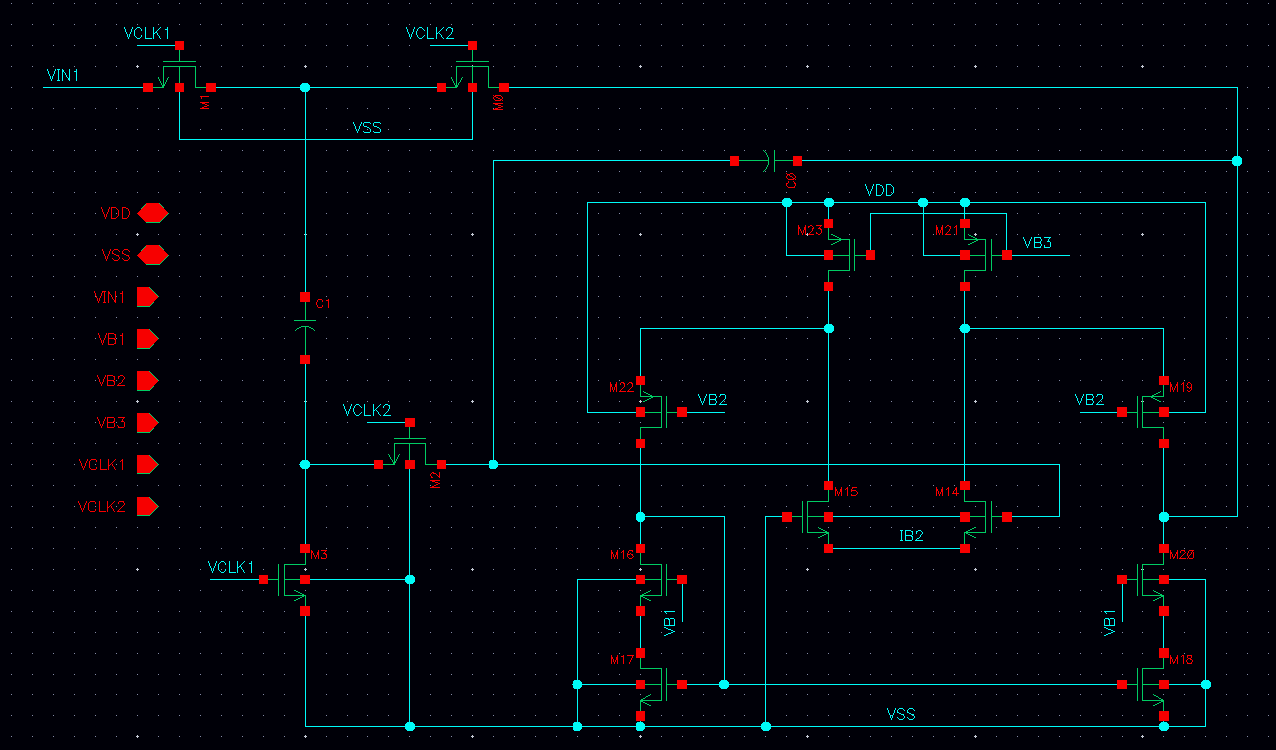 VCLK1
VCLK2
VIN1
M1
M0
VSS
C0
VDD
VDD
M23
M21
VB3
VSS
VIN1
C1
VB1
VB2
M22
VB2
VB2
M19
VCLK2
VB3
VCLK1
M2
M15
M14
VCLK2
IB2
M3
M16
M20
VCLK1
VB1
VB1
M17
M18
VSS